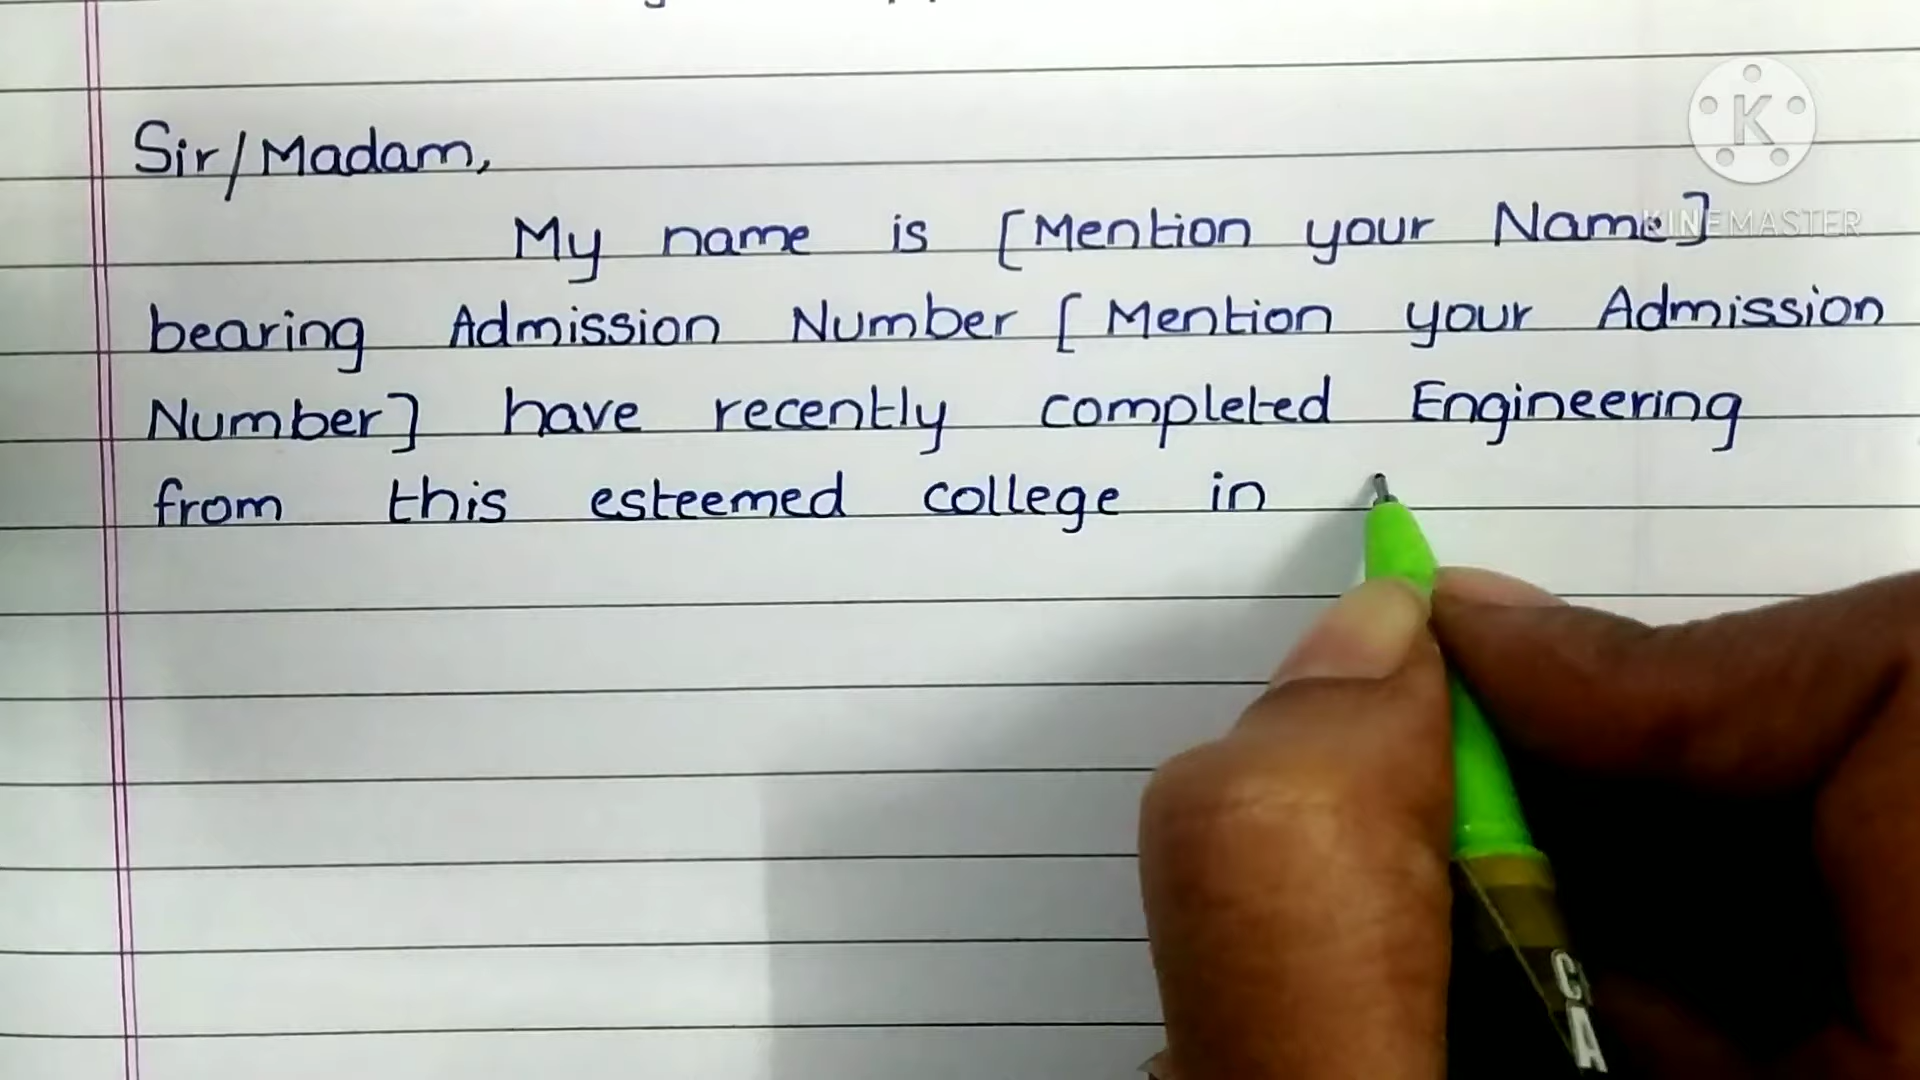 Sir/Madam,
My name is [Mention your Name]
KINEMASTER
bearing Admission Number [Mention your Admission
Number] have recently completed Engineering
from this esteemed college in